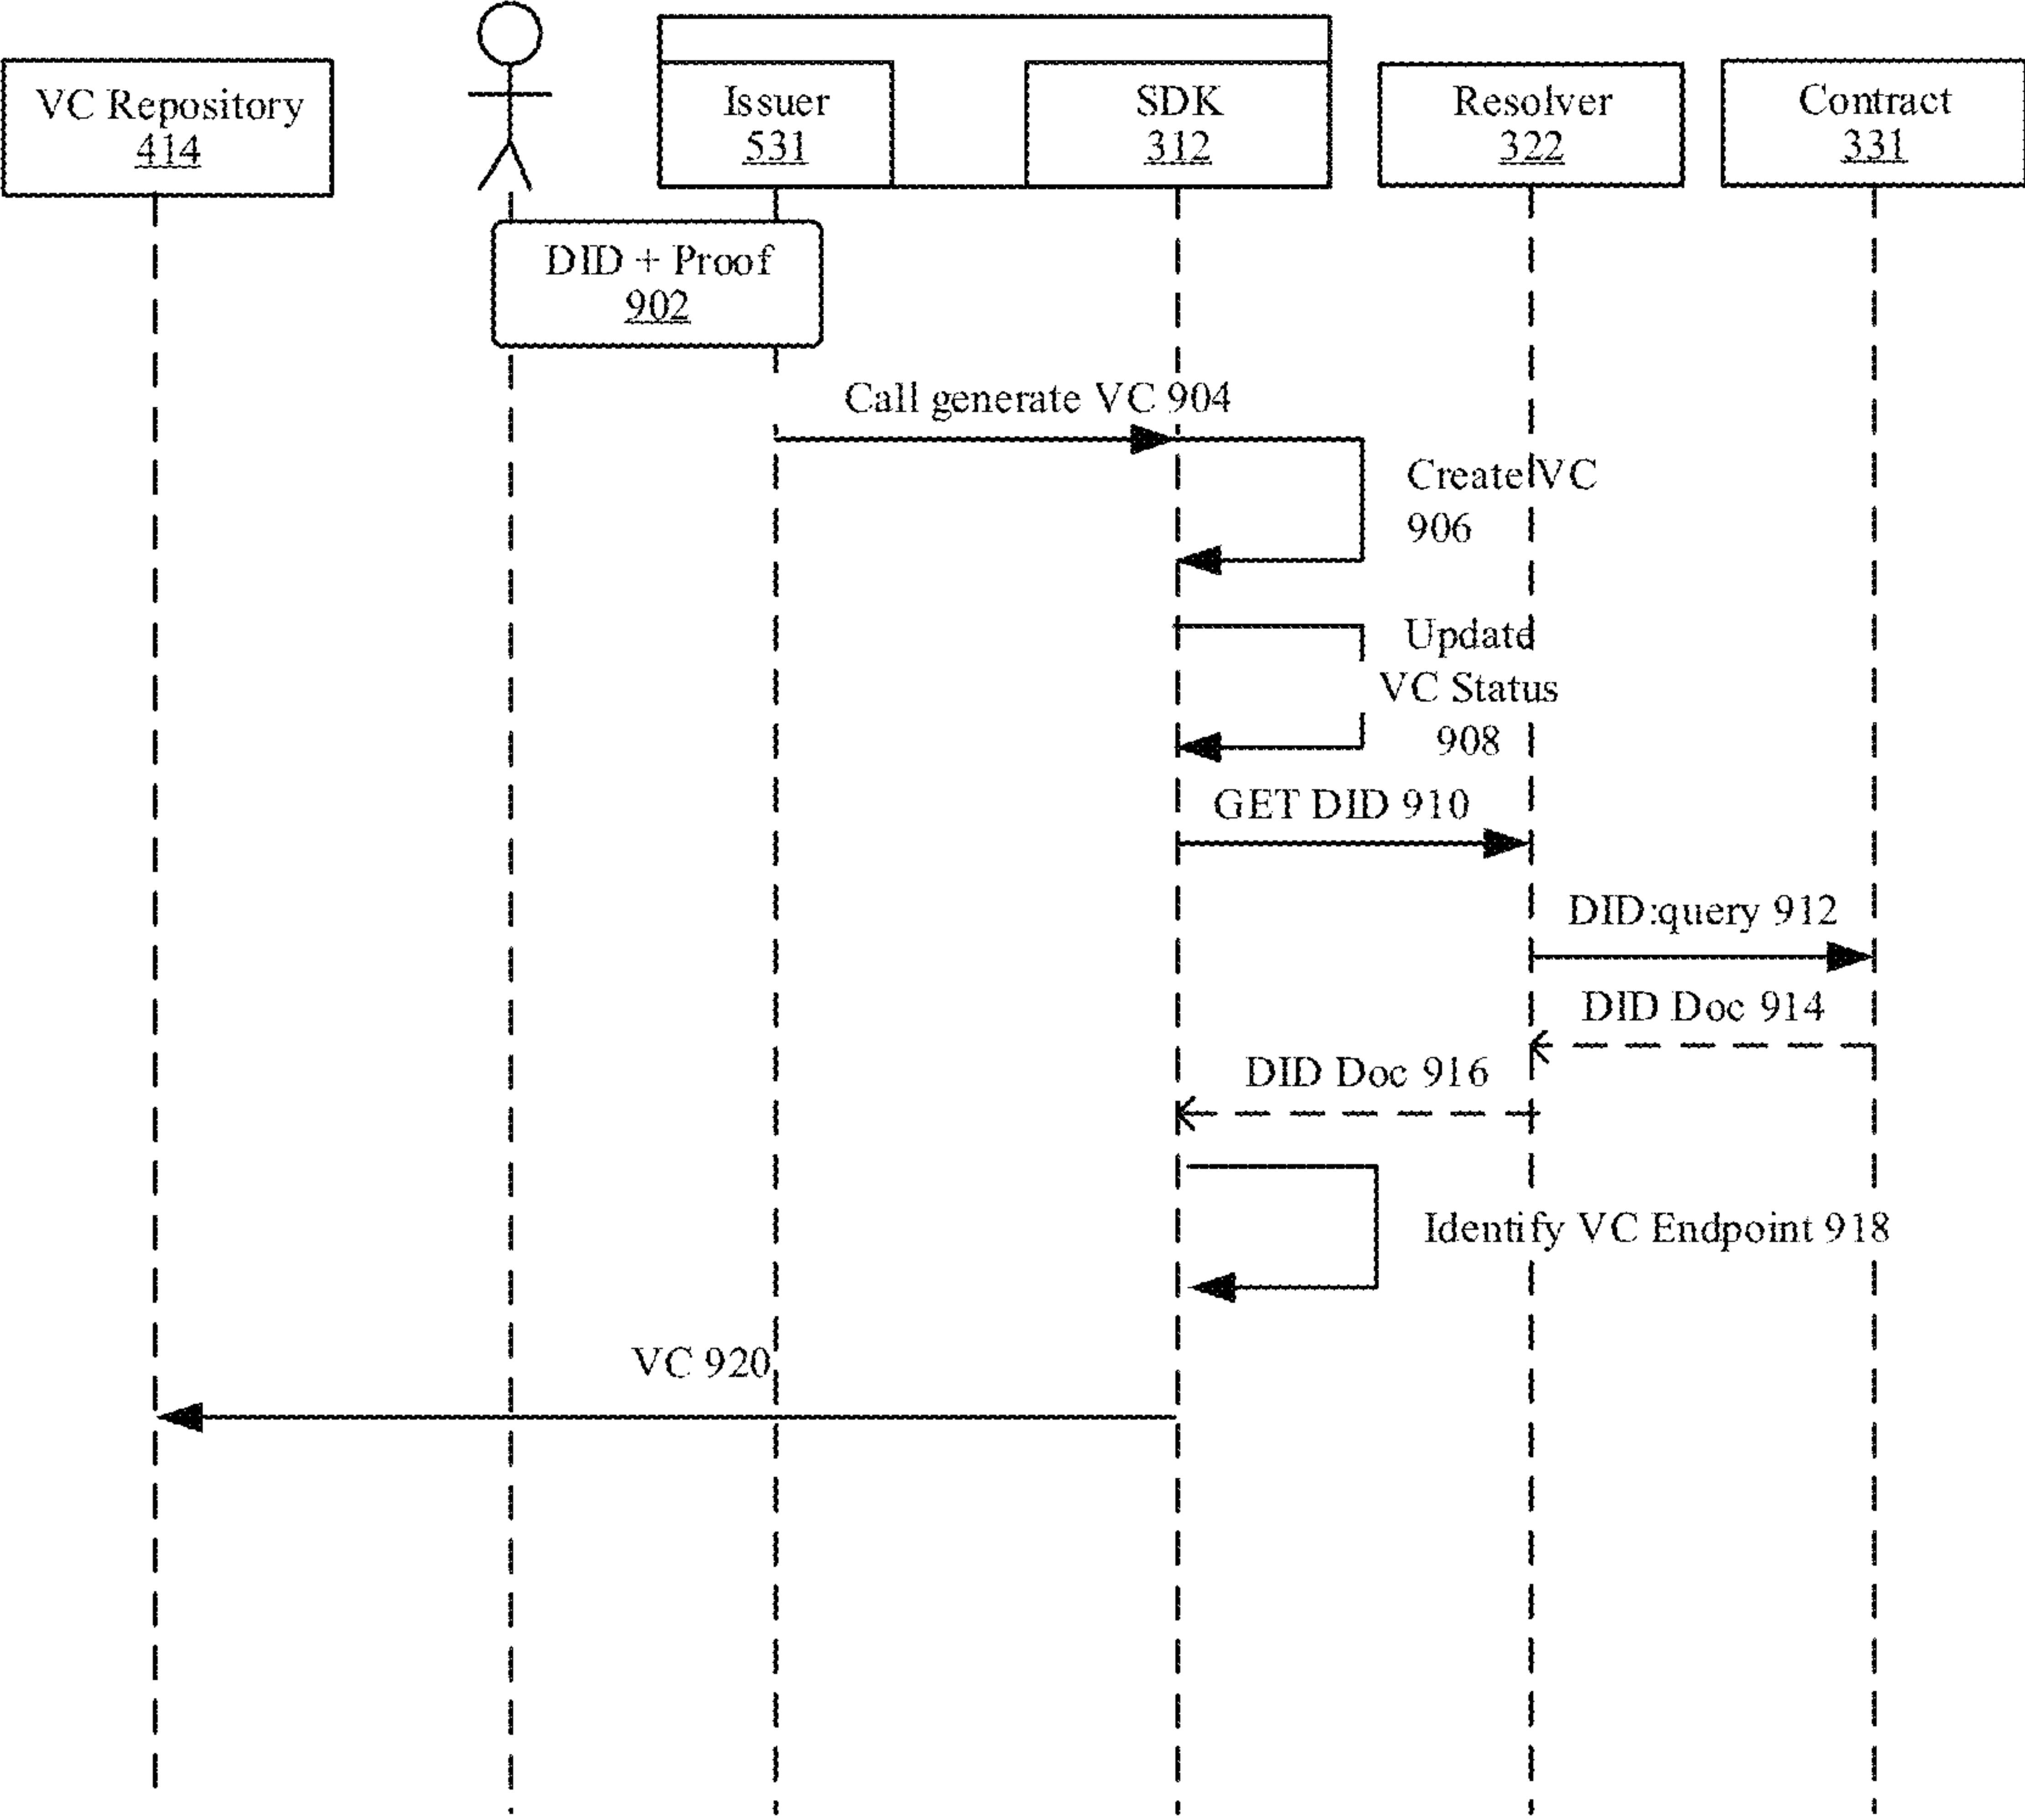 VC Repository
414
Issuer
531
SDK
312
Resolver
322
Contract
331
DID + Proof
902
Call generate VC 904
Create VC
906
Update
VC Status
908
GET DID 910
DID:query 912
DID Doc 914
DID Doc 916
Identify VC Endpoint 918
VC 920